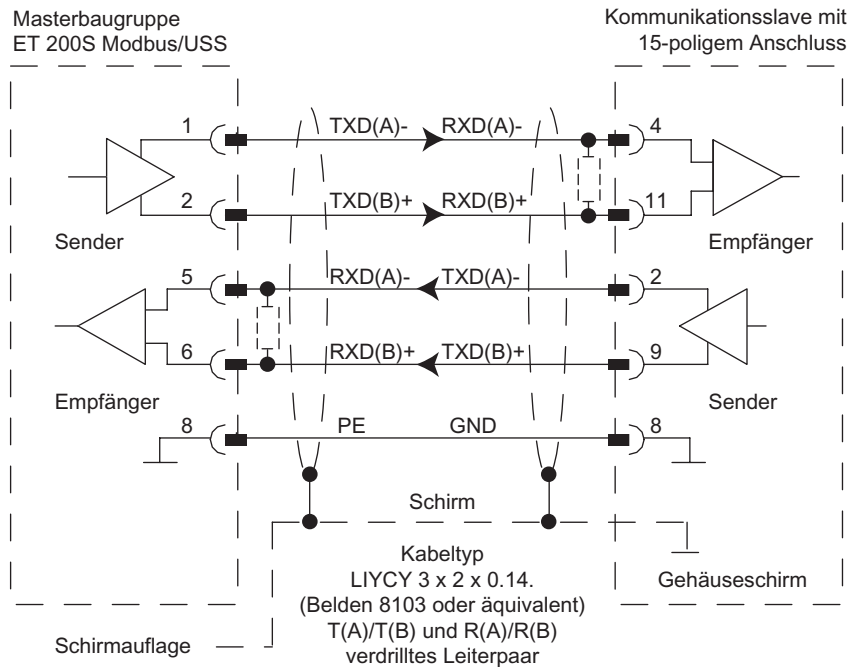 Masterbaugruppe
ET 200S Modbus/USS
Kommunikationsslave mit
15-poligem Anschluss
1 TXD(A)- RXD(A)- 4
2 TXD(B)+ RXD(B)+ 11
Sender Empfänger
5 RXD(A)- TXD(A)- 2
6 RXD(B)+ TXD(B)+ 9
Empfänger Sender
8 PE GND 8
Schirm
Kabeltyp
LIYCY 3 x 2 x 0.14.
(Belden 8103 oder äquivalent)
T(A)/T(B) und R(A)/R(B)
verdrilltes Leiterpaar
Gehäuseschirm
Schirmauflage